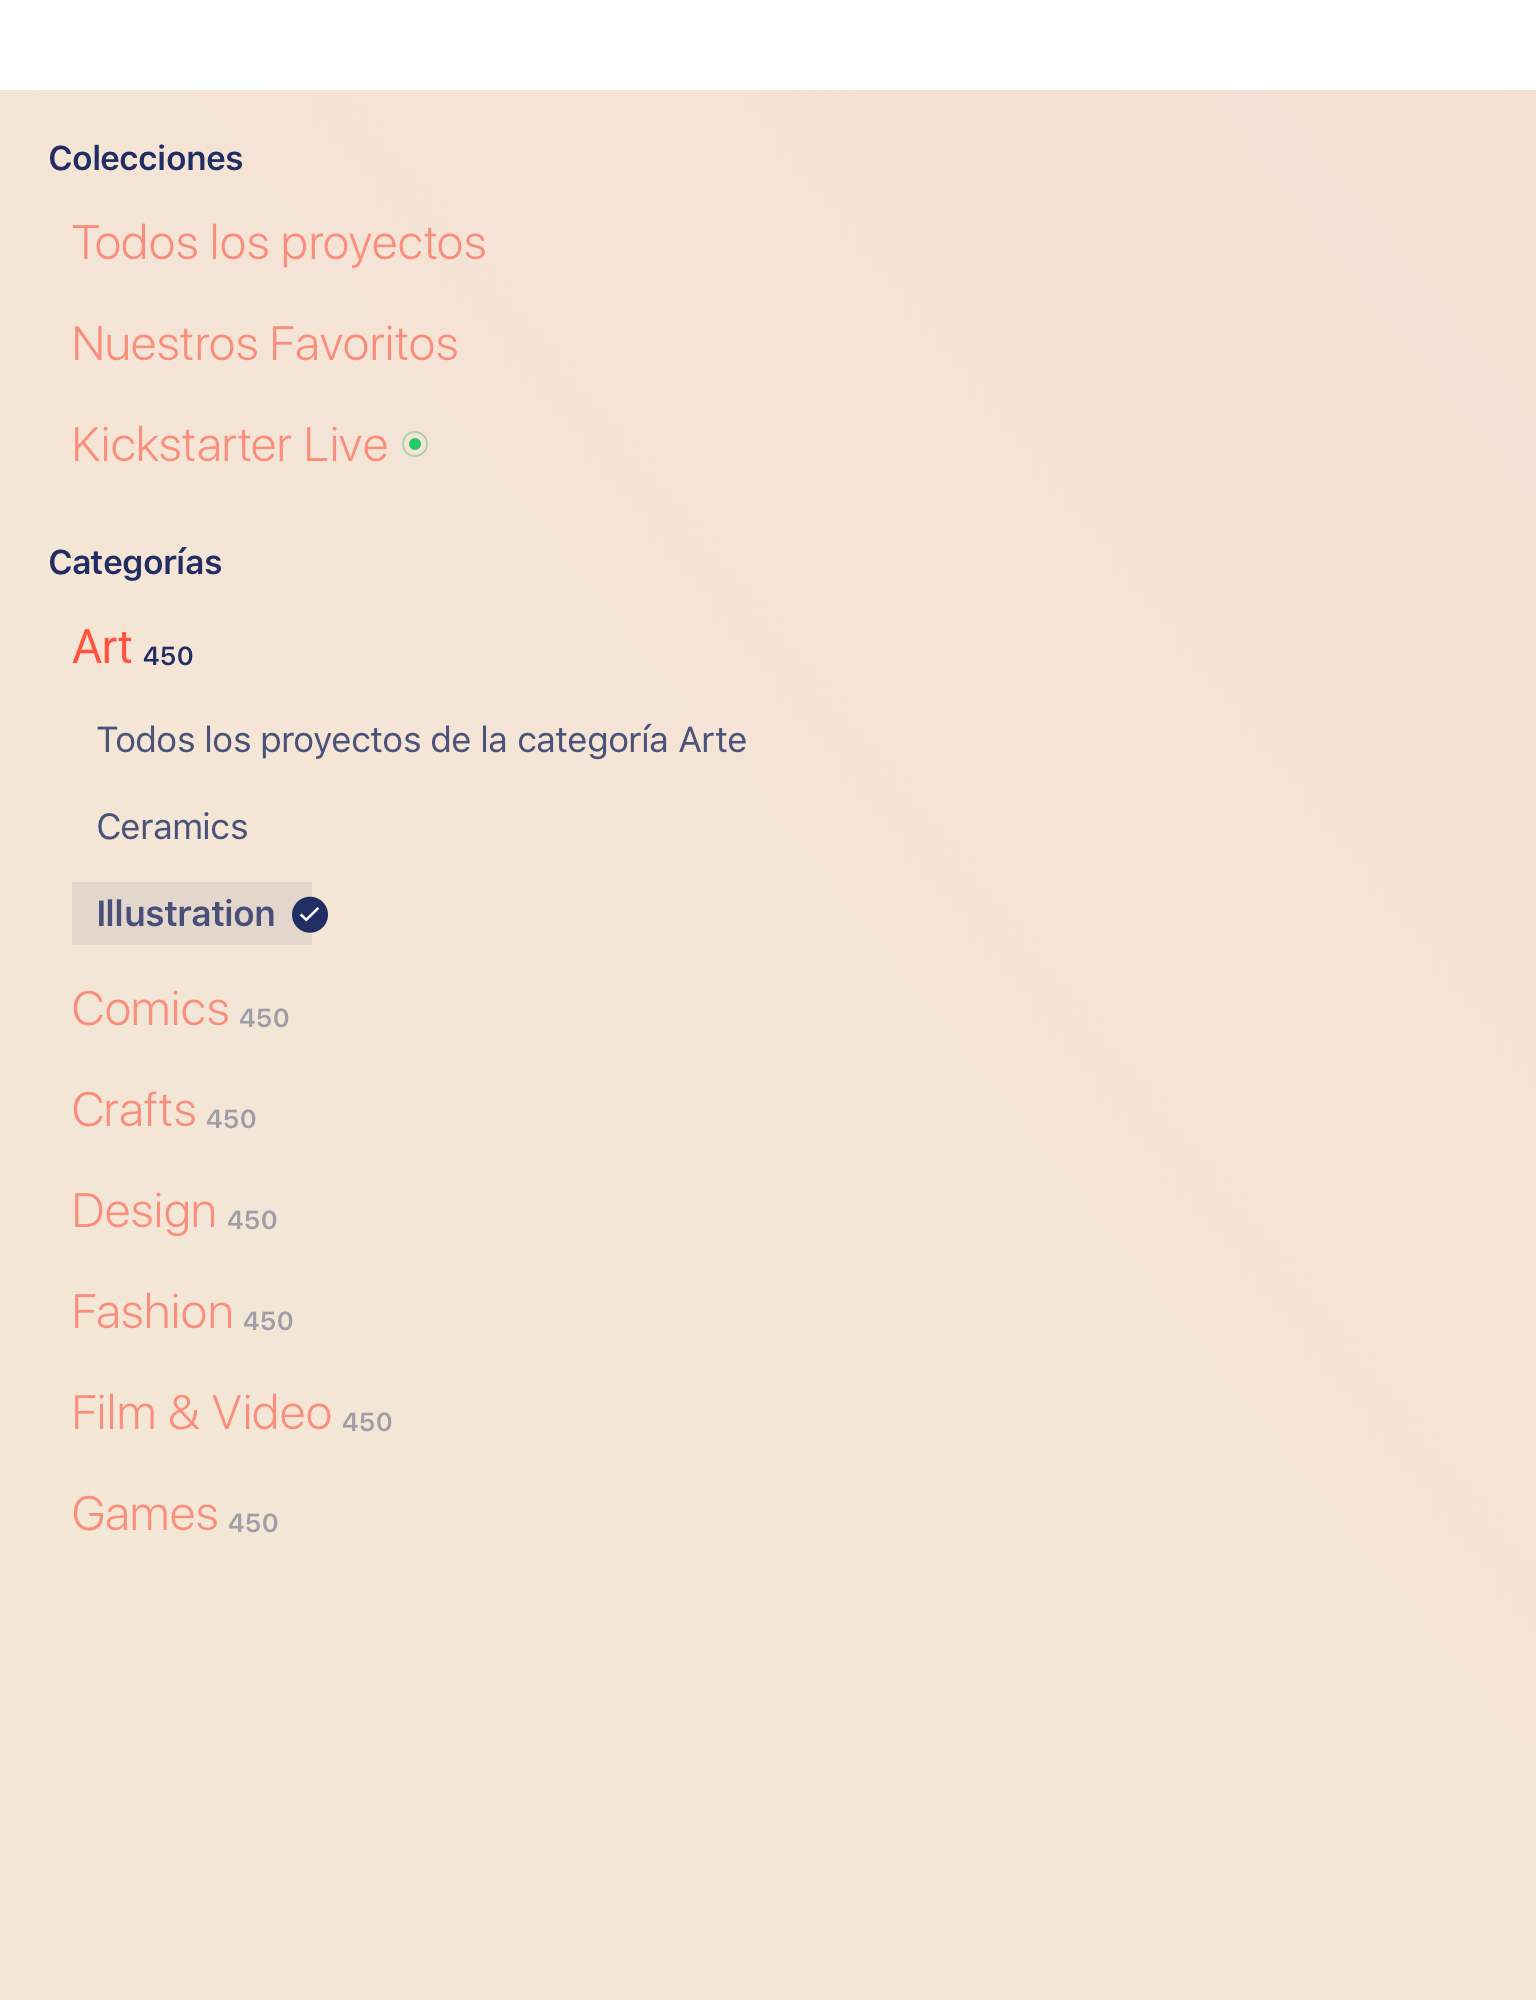 Colecciones
Todos los proyectos
Nuestros Favoritos
Kickstarter Live
Categorías
Art 450
Todos los proyectos de la categoría Arte
Ceramics
Illustration
Comics 450
Crafts 450
Design 450
Fashion 450
Film & Video 450
Games 450